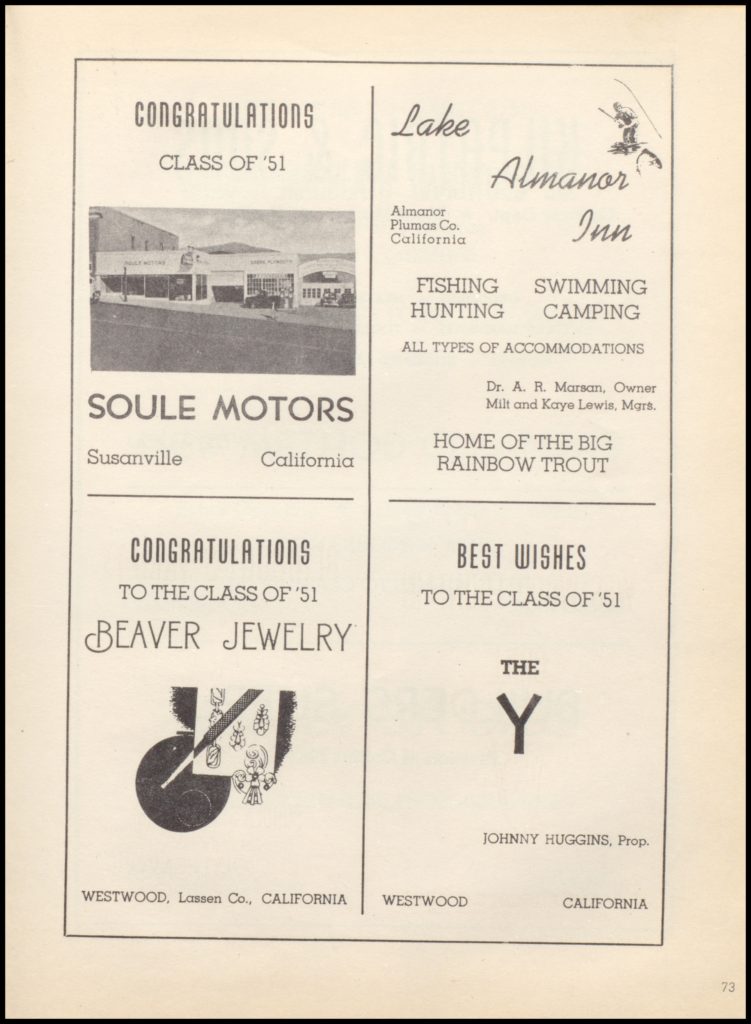 CONGRATULATIONS
CLASS OF '51
SOULE MOTORS
SOULE MOTORS
Susanville California
Lake
Almanor
Inn
Almanor
Plumas Co.
California
FISHING SWIMMING
HUNTING CAMPING
ALL TYPES OF ACCOMMODATIONS
Dr. A. R. Marsan, Owner
Milt and Kaye Lewis, Mgrs.
HOME OF THE BIG
RAINBOW TROUT
CONGRATULATIONS
TO THE CLASS OF '51
BEAVER JEWELRY
WESTWOOD, Lassen Co., CALIFORNIA
BEST WISHES
TO THE CLASS OF '51
THE
Y
JOHNNY HUGGINS, Prop.
WESTWOOD CALIFORNIA
73